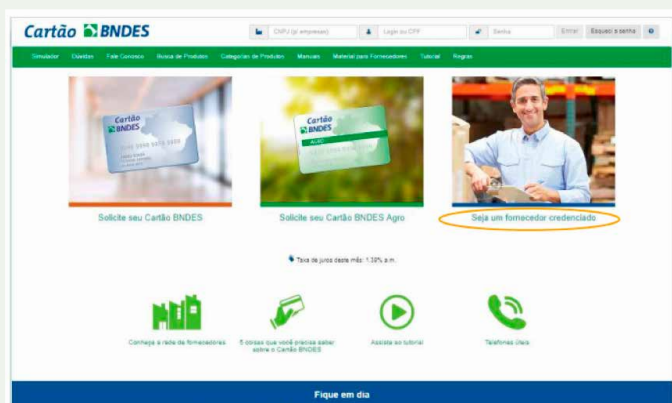 Cartão BNDES
CNPJ (p/ empresas)
Login ou CPF
Senha
Entrar
Esqueci a senha
Simulador Dúvidas Fale Conosco Busca de Produtos Categorias de Produtos Manuais Material para Fornecedores Tutorial Regras
Cartão
BNDES
Cartão
BNDES
AGRO
Solicite seu Cartão BNDES
Solicite seu Cartão BNDES Agro
Seja um fornecedor credenciado
Taxa de juros deste mês: 1.39% a.m.
Conheça a rede de fornecedores
5 coisas que você precisa saber
sobre o Cartão BNDES
Assista ao tutorial
Telefones úteis
Fique em dia